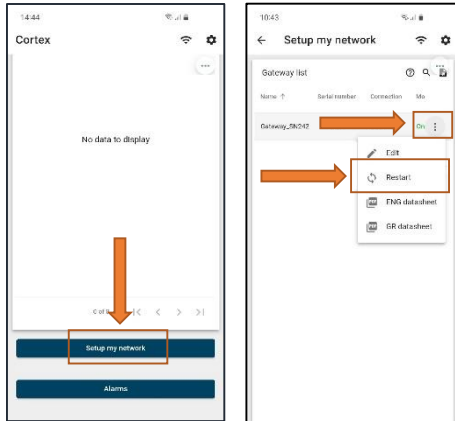 14:44
Cortex
No data to display
Setup my network
Alarms
10:43
Setup my network
Gateway list
Name ↑ Serial number Connection
Gateway_SN242
Edit
Restart
ENG datasheet
GR datasheet